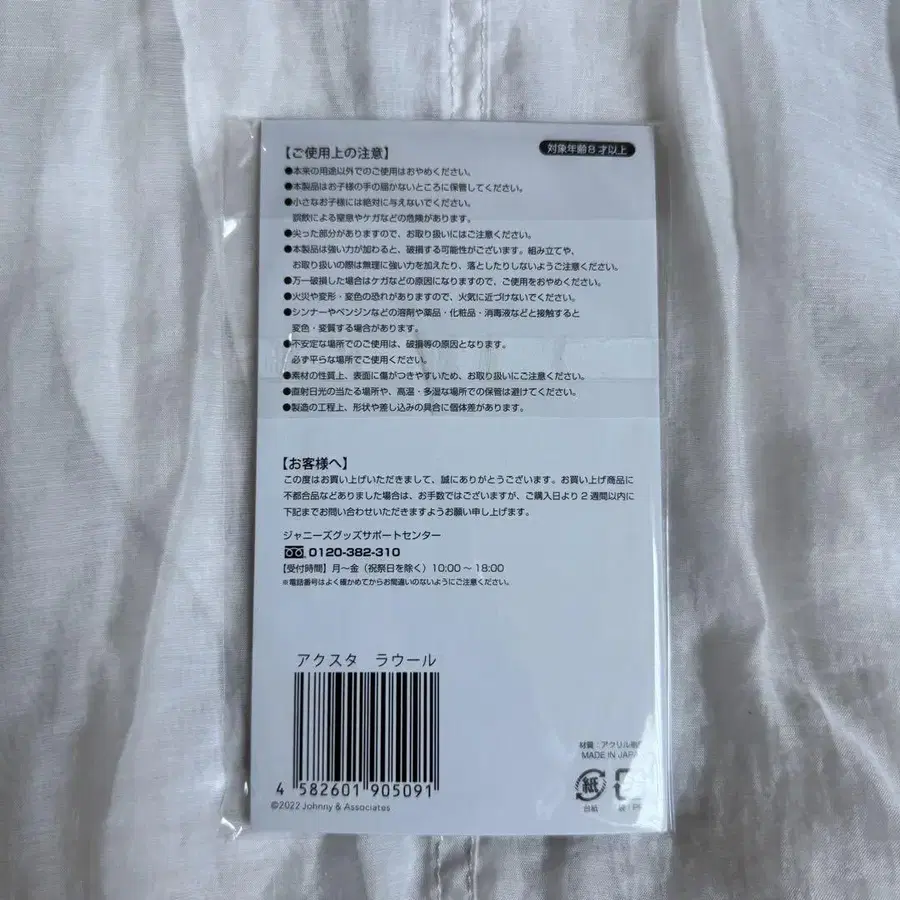 【ご使用上の注意】
対象年齢8才以上
●本来の用途以外でのご使用はおやめください。
●本製品はお子様の手の届かないところに保管してください。
●小さなお子様には絶対に与えないでください。
誤飲による窒息やケガなどの危険があります。
●尖った部分がありますので、お取り扱いにはご注意ください。
●本製品は強い力が加わると、破損する可能性がございます。組み立てや、
お取り扱いの際は無理に強い力を加えたり、落としたりしないようご注意ください。
●万一破損した場合はケガなどの原因になりますので、ご使用をおやめください。
●火災や変形・変色の恐れがありますので、火気に近づけないでください。
●シンナーやベンジンなどの溶剤や薬品・化粧品・消毒液などと接触すると
変色・変質する場合があります。
●不安定な場所でのご使用は、破損等の原因となります。
必ず平らな場所でご使用ください。
●素材の性質上、表面に傷がつきやすいため、お取り扱いにご注意ください。
●直射日光の当たる場所や、高温・多湿な場所での保管は避けてください。
●製造の工程上、形状や差し込みの具合に個体差があります。
【お客様へ】
この度はお買い上げいただきまして、誠にありがとうございます。お買い上げ商品に
不都合品などありました場合は、お手数ではございますが、ご購入日より2週間以内に
下記までお問い合わせいただきますようお願い申し上げます。
ジャニーズグッズサポートセンター
0120-382-310
【受付時間】月〜金（祝祭日を除く）10:00〜18:00
※電話番号はよく確かめてからお間違いのないようにご注意ください。
アクスタ ラウール
4 582601 905091
©2022 Johnny & Associates
材質：アクリル樹
MADE IN JAPA
紙
台紙